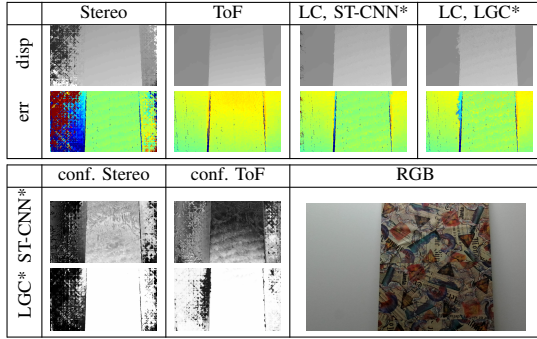 Stereo ToF LC, ST-CNN* LC, LGC*
disp
err
conf. Stereo conf. ToF RGB
ST-CNN*
LGC*